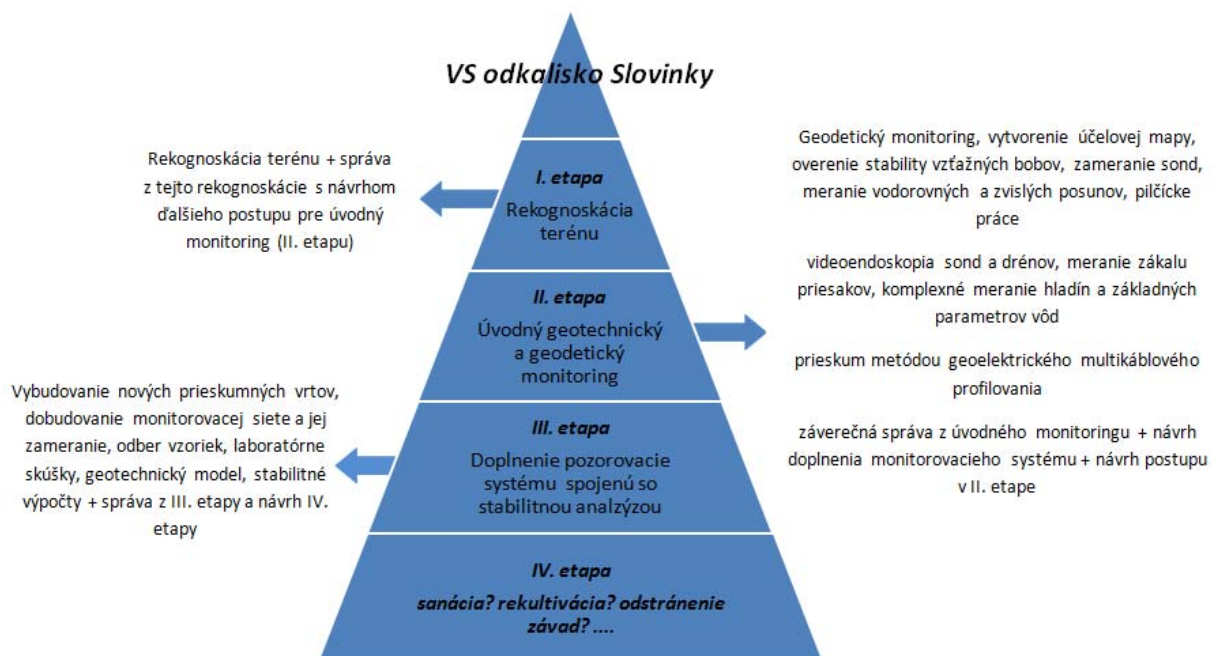 VS odkalisko Slovinky
Rekognoskácia terénu + správa
z tejto rekognoskácie s návrhom
ďalšieho postupu pre úvodný
monitoring (II. etapu)
I. etapa
Rekognoskácia
terénu
Geodetický monitoring, vytvorenie účelovej mapy,
overenie stability vzťažných bobov, zameranie sond,
meranie vodorovných a zvislých posunov, pilčícke
práce
videoendoskopia sond a drénov, meranie zákalu
priesakov, komplexné meranie hladín a základných
parametrov vôd
prieskum metódou geoelektrického multikáblového
profilovania
záverečná správa z úvodného monitoringu + návrh
doplnenia monitorovacieho systému + návrh postupu
v II. etape
II. etapa
Úvodný geotechnický
a geodetický
monitoring
Vybudovanie nových prieskumných vrtov,
dobudovanie monitorovacej siete a jej
zameranie, odber vzoriek, laboratórne
skúšky, geotechnický model, stabilitné
výpočty + správa z III. etapy a návrh IV.
etapy
III. etapa
Doplnenie pozorovacie
systému spojenú so
stabilitnou analzýzou
IV. etapa
sanácia? rekultivácia? odstránenie
závad? ....